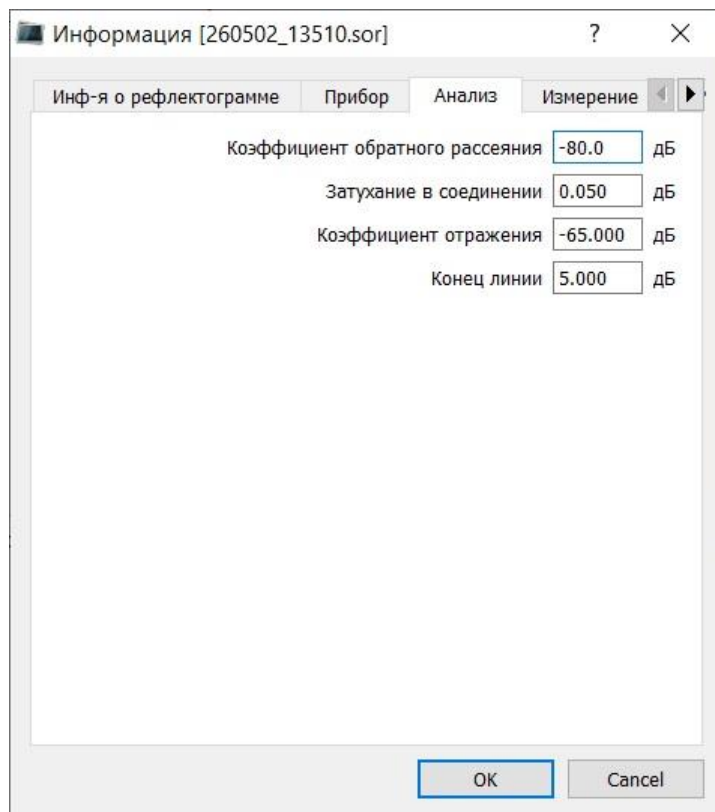 Информация [260502_13510.sor] ? ×
Инф-я о рефлектограмме Прибор Анализ Измерение
Коэффициент обратного рассеяния -80.0 дБ
Затухание в соединении 0.050 дБ
Коэффициент отражения -65.000 дБ
Конец линии 5.000 дБ
OK Cancel